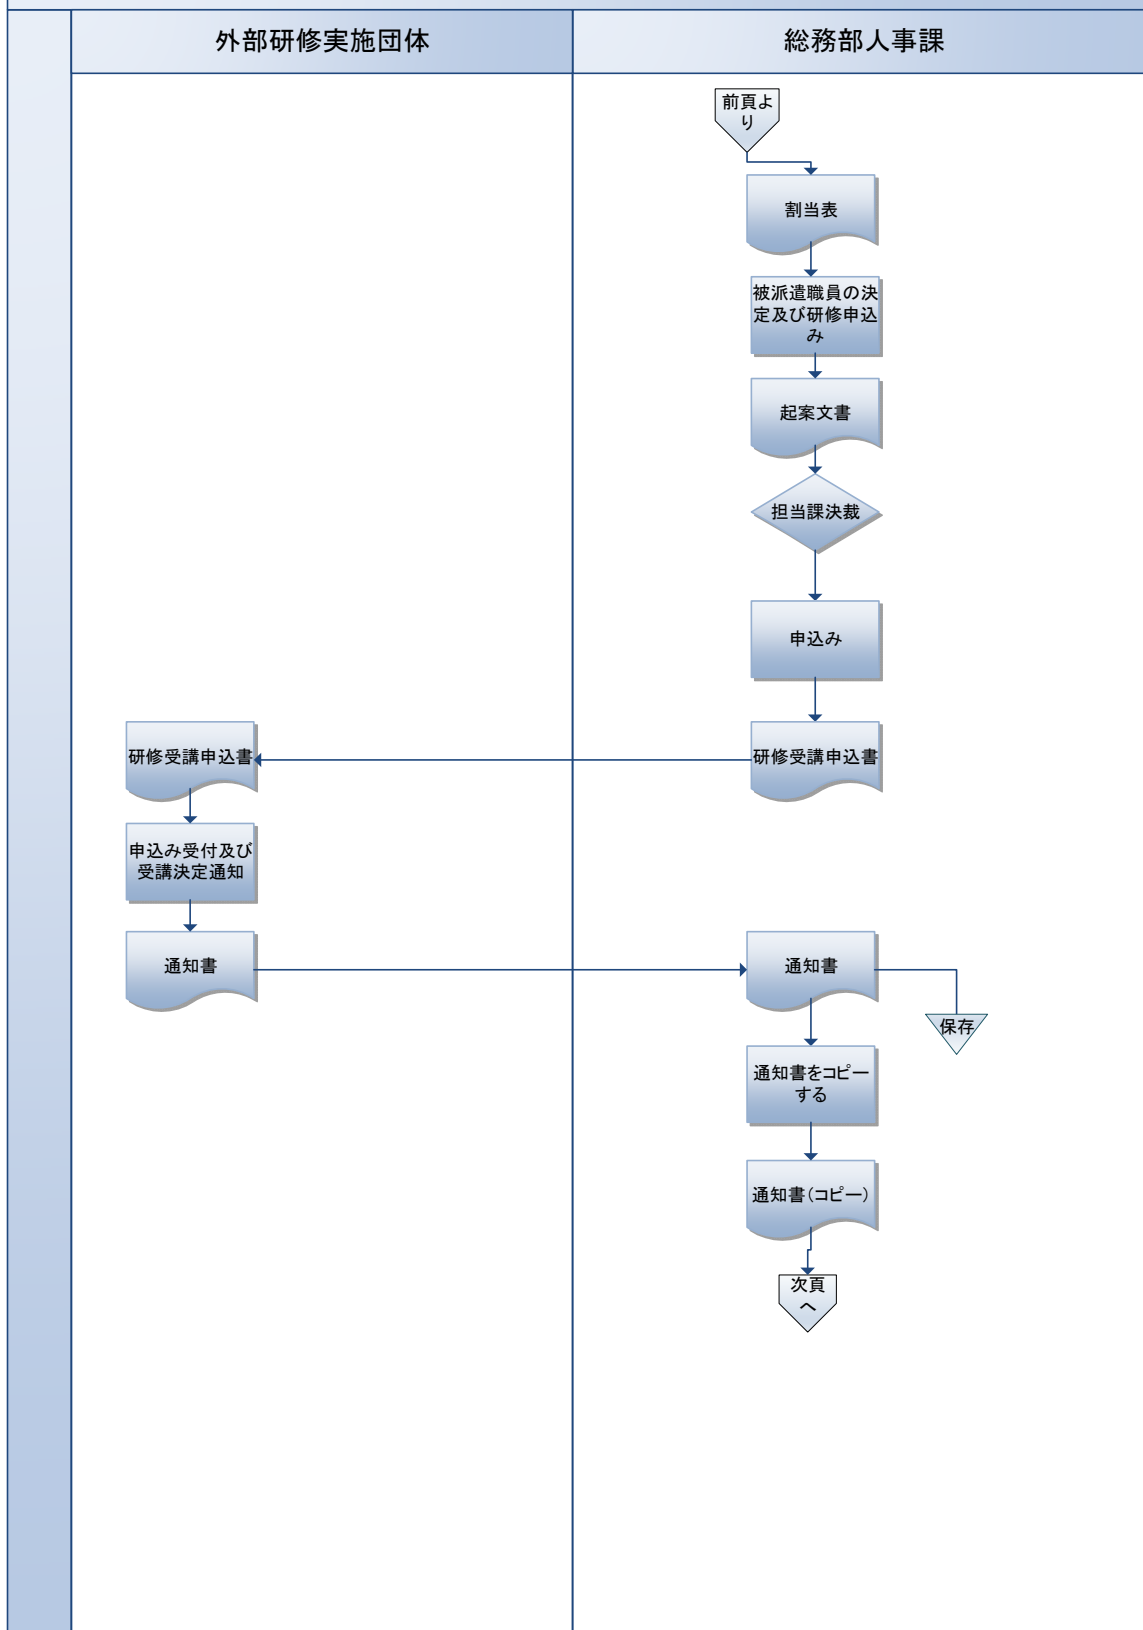 外部研修実施団体
総務部人事課
前頁よ
り
割当表
被派遣職員の決
定及び研修申込
み
起案文書
担当課決裁
申込み
研修受講申込書
研修受講申込書
申込み受付及び
受講決定通知
通知書
通知書
保存
通知書をコピー
する
通知書(コピー)
次頁
へ